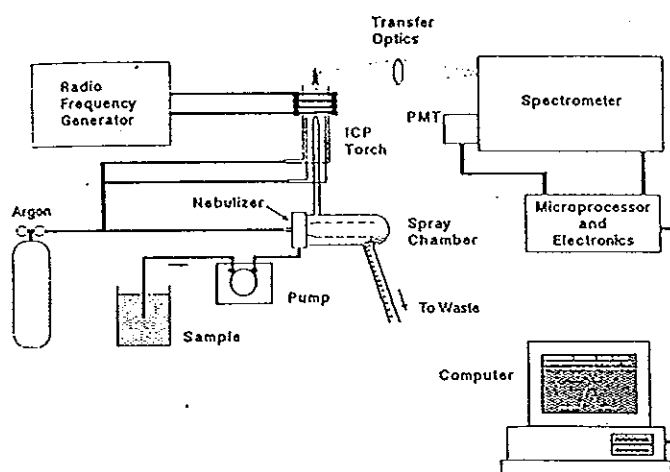 Transfer
Optics
Radio
Frequency
Generator
Spectrometer
PMT
ICP
Torch
Argon
Nebulizer
Spray
Chamber
Microprocessor
and
Electronics
Pump
To Waste
Sample
Computer